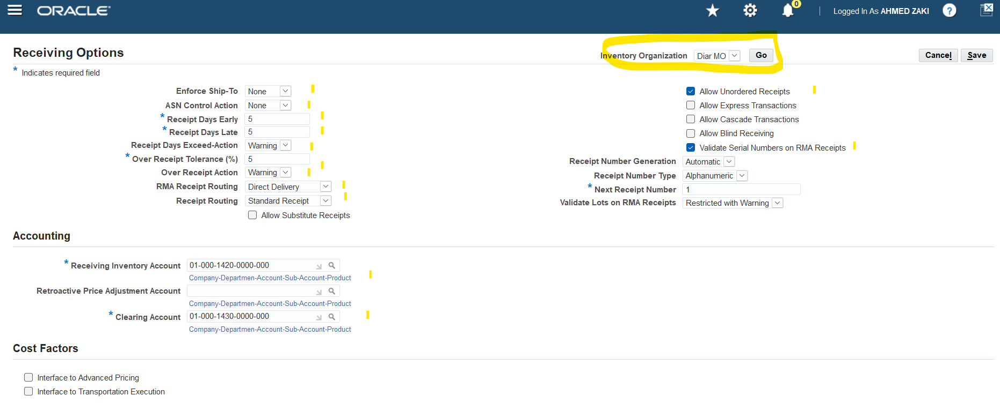 ORACLE
0
Logged In As AHMED ZAKI
?
Receiving Options
Inventory Organization Diar MO Go Cancel Save
* Indicates required field
Enforce Ship-To None
ASN Control Action None
* Receipt Days Early 5
* Receipt Days Late 5
Receipt Days Exceed-Action Warning
* Over Receipt Tolerance (%) 5
Over Receipt Action Warning
RMA Receipt Routing Direct Delivery
Receipt Routing Standard Receipt
Allow Substitute Receipts
Allow Unordered Receipts
Allow Express Transactions
Allow Cascade Transactions
Allow Blind Receiving
Validate Serial Numbers on RMA Receipts
Receipt Number Generation Automatic
Receipt Number Type Alphanumeric
* Next Receipt Number 1
Validate Lots on RMA Receipts Restricted with Warning
Accounting
* Receiving Inventory Account 01-000-1420-0000-000
Company-Departmen-Account-Sub-Account-Product
Retroactive Price Adjustment Account
Company-Departmen-Account-Sub-Account-Product
* Clearing Account 01-000-1430-0000-000
Company-Departmen-Account-Sub-Account-Product
Cost Factors
Interface to Advanced Pricing
Interface to Transportation Execution